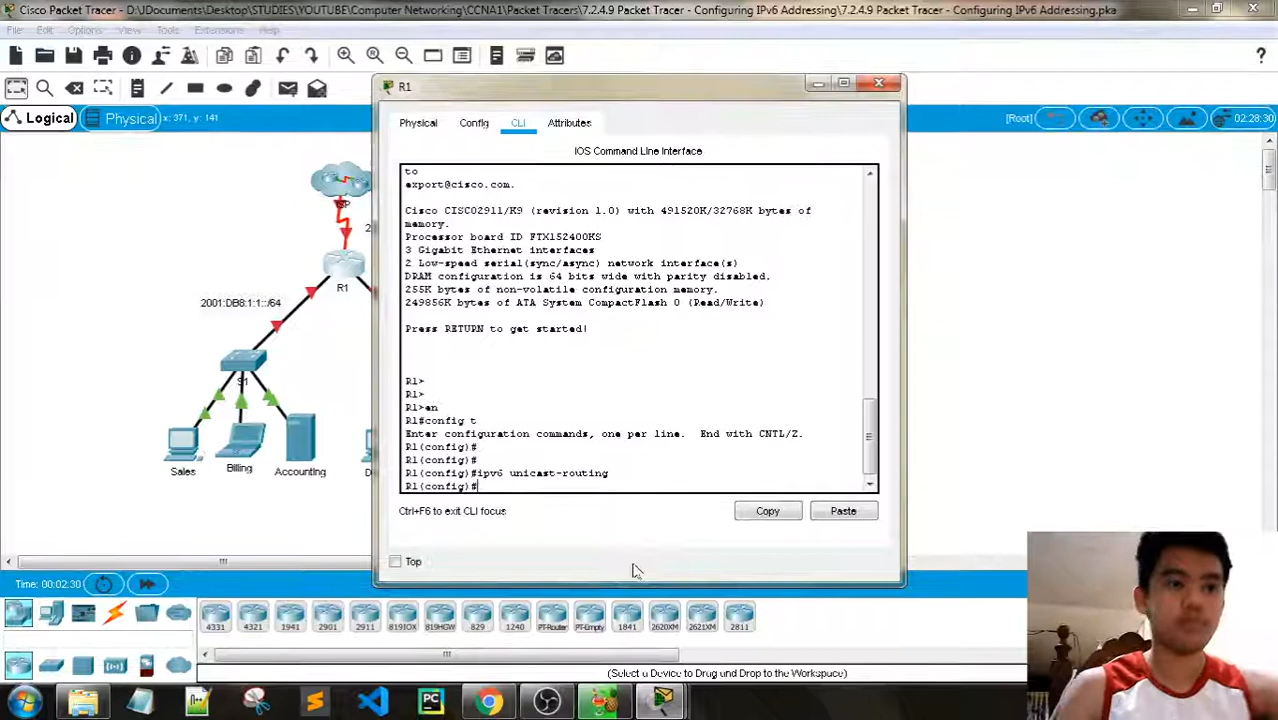 Cisco Packet Tracer - D:\JDocuments\Desktop\STUDIES\YOUTUBE\Computer Networking\CCNA1\Packet Tracers\7.2.4.9 Packet Tracer - Configuring IPv6 Addressing\7.2.4.9 Packet Tracer - Configuring IPv6 Addressing.pka
File Edit Options View Tools Extensions Help
Logical Physical x: 371, y: 141 [Root] 02:28:30
R1
Physical Config CLI Attributes
IOS Command Line Interface
to
export@cisco.com.
Cisco CISCO2911/K9 (revision 1.0) with 491520K/32768K bytes of
memory.
Processor board ID FTX152400KS
3 Gigabit Ethernet interfaces
2 Low-speed serial(sync/async) network interface(s)
DRAM configuration is 64 bits wide with parity disabled.
255K bytes of non-volatile configuration memory.
249856K bytes of ATA System CompactFlash 0 (Read/Write)
Press RETURN to get started!
R1>
R1>
R1>en
R1#config t
Enter configuration commands, one per line. End with CNTL/Z.
R1(config)#
R1(config)#
R1(config)#ipv6 unicast-routing
R1(config)#
Ctrl+F6 to exit CLI focus
Copy Paste
Top
R1
2001:DB8:1:1::/64
S1
Sales Billing Accounting
Time: 00:02:30
4331 4321 1941 2901 2911 819IOX 819HGW 829 1240 PT-Router PT-Empty 1841 2620XM 2621XM 2811
(Select a Device to Drag and Drop to the Workspace)